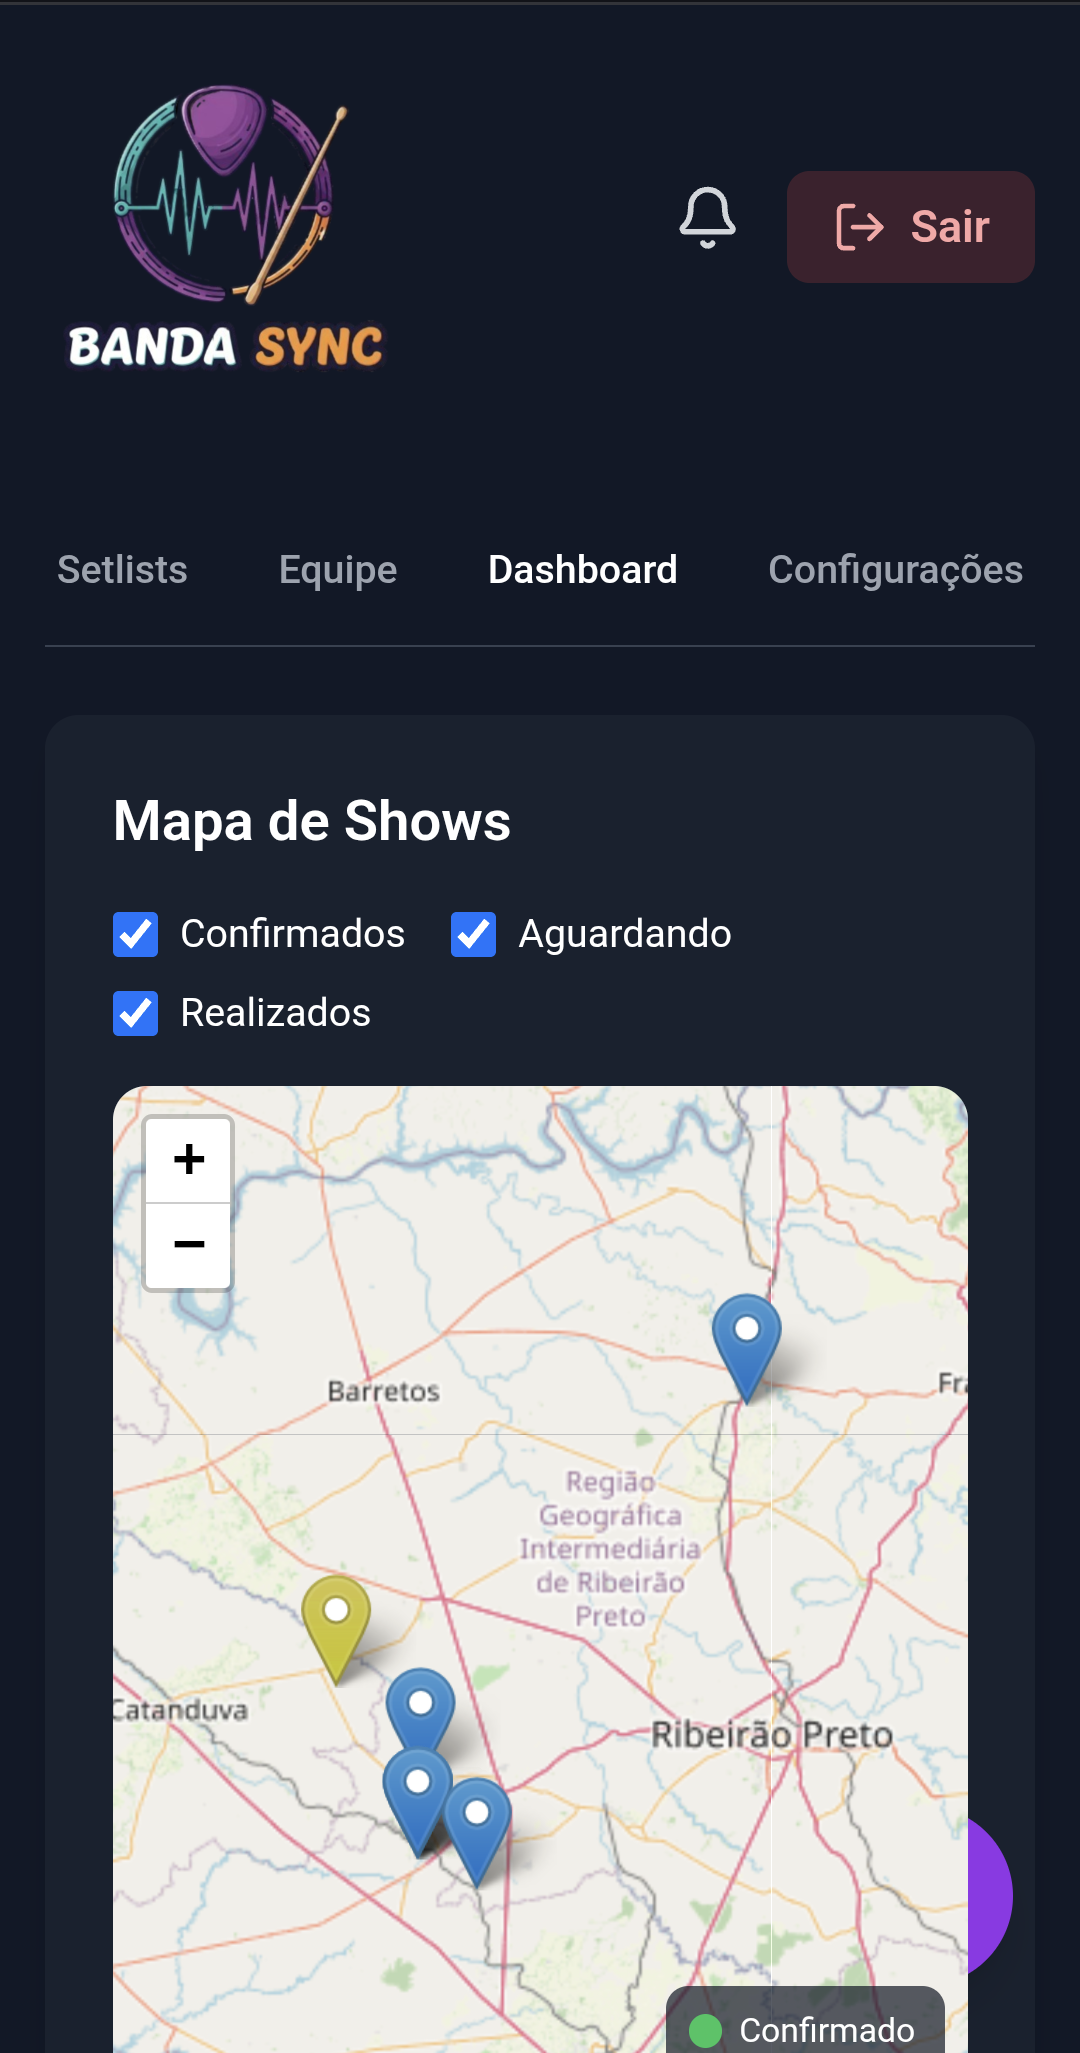 BANDA SYNC
Sair
Setlists Equipe Dashboard Configurações
Mapa de Shows
Confirmados Aguardando
Realizados
+
−
Barretos
Região
Geográfica
Intermediária
de Ribeirão
Preto
Catanduva
Ribeirão Preto
Confirmado